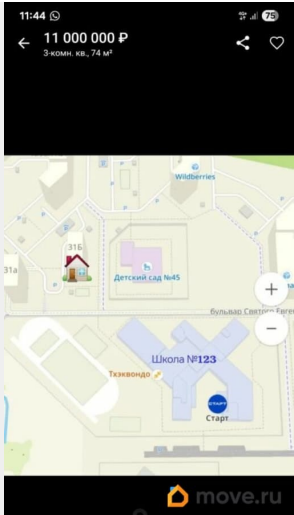 11:44
75
11 000 000 ₽
3-комн. кв., 74 м²
Wildberries
31Б
31а
Детский сад №45
+
бульвар Святого Евген
−
Школа №123
Тхэквондо
СТАРТ
Старт
move.ru